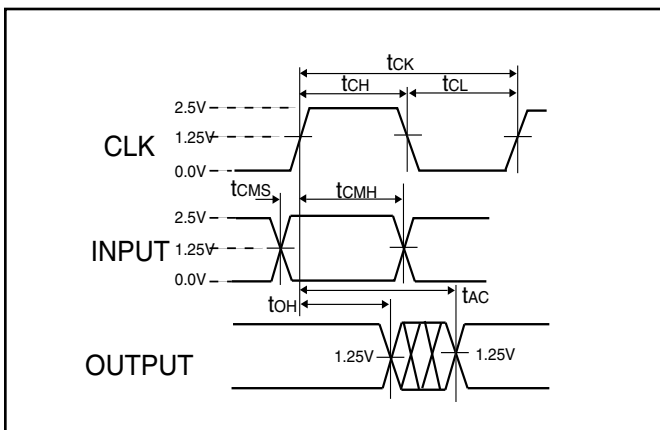 tCK
tCH
tCL
2.5V
CLK
1.25V
0.0V
tCMS
tCMH
2.5V
INPUT
1.25V
0.0V
tOH
tAC
OUTPUT
1.25V
1.25V